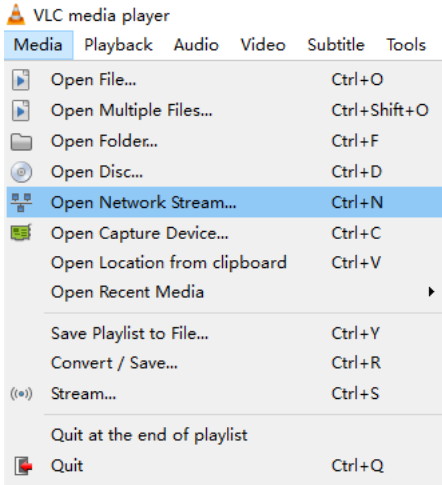 VLC media player
Media Playback Audio Video Subtitle Tools
Open File... Ctrl+O
Open Multiple Files... Ctrl+Shift+O
Open Folder... Ctrl+F
Open Disc... Ctrl+D
Open Network Stream... Ctrl+N
Open Capture Device... Ctrl+C
Open Location from clipboard Ctrl+V
Open Recent Media
Save Playlist to File... Ctrl+Y
Convert / Save... Ctrl+R
Stream... Ctrl+S
Quit at the end of playlist
Quit Ctrl+Q